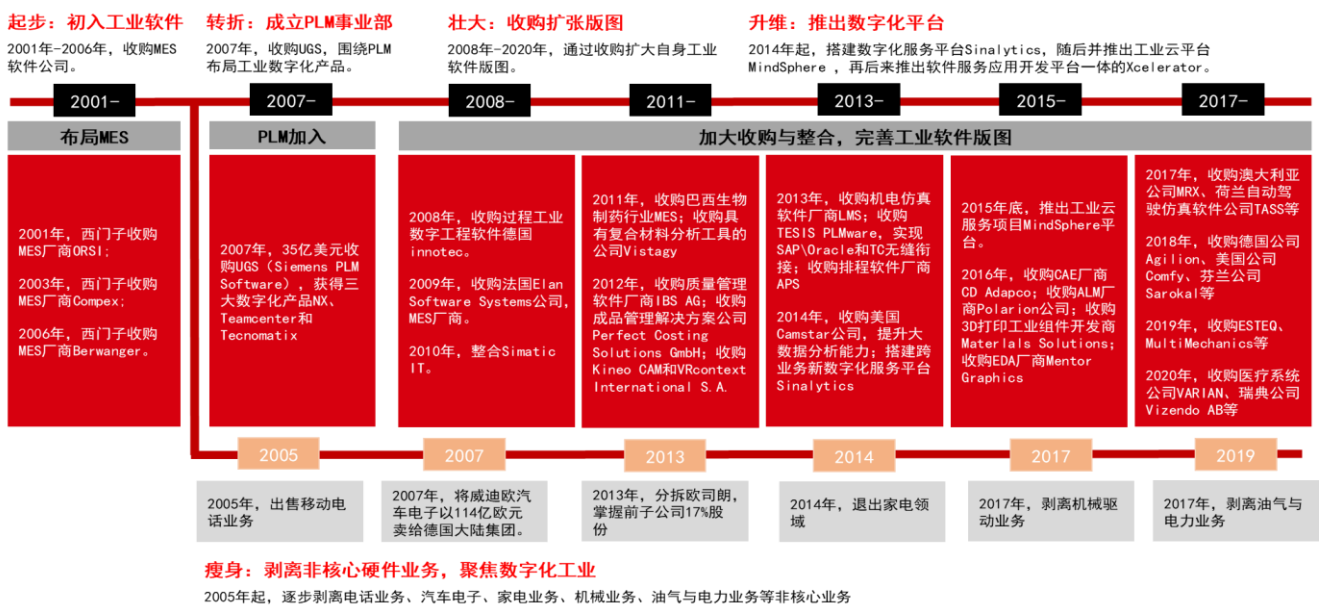 起步：初入工业软件
2001年-2006年，收购MES
软件公司。
转折：成立PLM事业部
2007年，收购UGS，围绕PLM
布局工业数字化产品。
壮大：收购扩张版图
2008年-2020年，通过收购扩大自身工业
软件版图。
升维：推出数字化平台
2014年起，搭建数字化服务平台Sinalytics，随后并推出工业云平台
MindSphere ，再后来推出软件服务应用开发平台一体的Xcelerator。
2001-
2007-
2008-
2011-
2013-
2015-
2017-
布局MES
PLM加入
加大收购与整合，完善工业软件版图
2001年，西门子收购
MES厂商ORSI；
2003年，西门子收购
MES厂商Compex；
2006年，西门子收购
MES厂商Berwanger。
2007年，35亿美元收
购UGS（Siemens PLM
Software），获得三
大数字化产品NX、
Teamcenter和
Tecnomatix
2008年，收购过程工业
数字工程软件德国
innotec。
2009年，收购法国Elan
Software Systems公司，
MES厂商。
2010年，整合Simatic
IT。
2011年，收购巴西生物
制药行业MES；收购具
有复合材料分析工具的
公司Vistagy
2012年，收购质量管理
软件厂商IBS AG；收购
成品管理解决方案公司
Perfect Costing
Solutions GmbH；收购
Kineo CAM和VRcontext
International S.A.
2013年，收购机电仿真
软件厂商LMS；收购
TESIS PLMware，实现
SAP\Oracle和TC无缝衔
接；收购排程软件厂商
APS
2014年，收购美国
Camstar公司，提升大
数据分析能力；搭建跨
业务新数字化服务平台
Sinalytics
2015年底，推出工业云
服务项目MindSphere平
台。
2016年，收购CAE厂商
CD Adapco；收购ALM厂
商Polarion公司；收购
3D打印工业组件开发商
Materlals Solutions；
收购EDA厂商Mentor
Graphics
2017年，收购澳大利亚
公司MRX、荷兰自动驾
驶仿真软件公司TASS等
2018年，收购德国公司
Agilion、美国公司
Comfy、芬兰公司
Sarokal等
2019年，收购ESTEQ、
MultiMechanics等
2020年，收购医疗系统
公司VARIAN、瑞典公司
Vizendo AB等
2005
2007
2013
2014
2017
2019
2005年，出售移动电
话业务
2007年，将威迪欧汽
车电子以114亿欧元
卖给德国大陆集团。
2013年，分拆欧司朗，
掌握前子公司17%股
份
2014年，退出家电领
域
2017年，剥离机械驱
动业务
2017年，剥离油气与
电力业务
瘦身：剥离非核心硬件业务，聚焦数字化工业
2005年起，逐步剥离电话业务、汽车电子、家电业务、机械业务、油气与电力业务等非核心业务